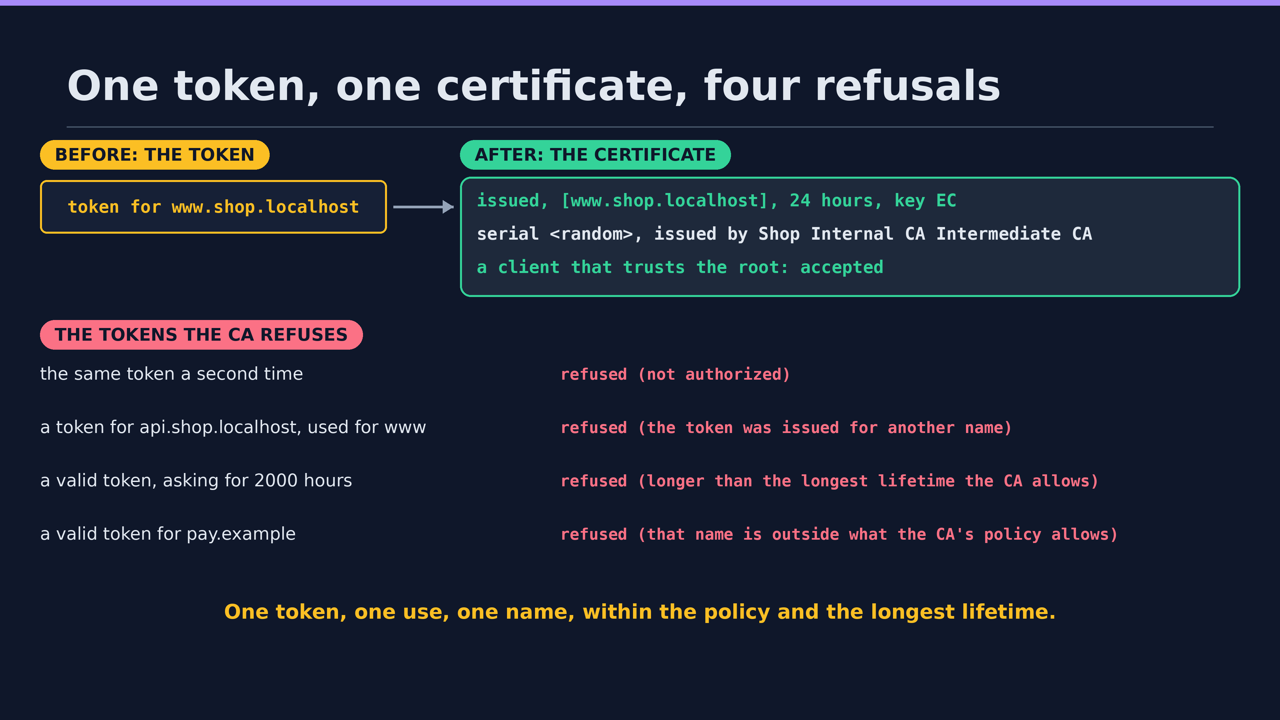 One token, one certificate, four refusals
BEFORE: THE TOKEN
token for www.shop.localhost
AFTER: THE CERTIFICATE
issued, [www.shop.localhost], 24 hours, key EC
serial <random>, issued by Shop Internal CA Intermediate CA
a client that trusts the root: accepted
THE TOKENS THE CA REFUSES
the same token a second time
refused (not authorized)
a token for api.shop.localhost, used for www
refused (the token was issued for another name)
a valid token, asking for 2000 hours
refused (longer than the longest lifetime the CA allows)
a valid token for pay.example
refused (that name is outside what the CA's policy allows)
One token, one use, one name, within the policy and the longest lifetime.